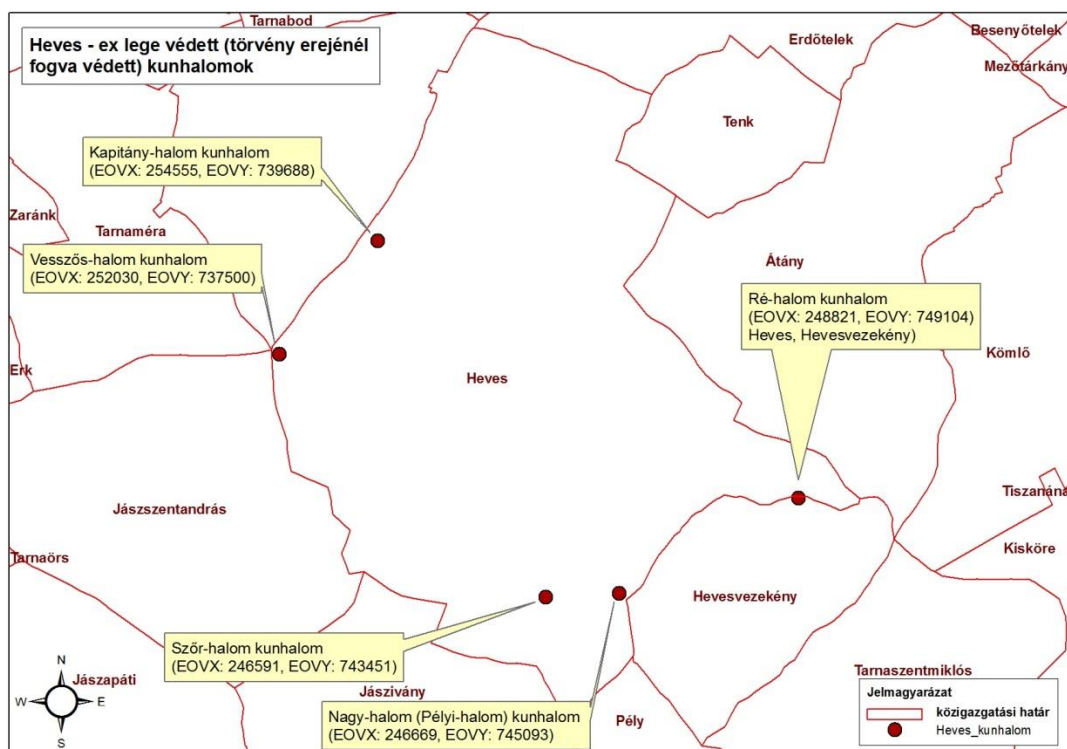 Heves - ex lege védett (törvény erejénél
fogva védett) kunhalomok
Tarnabod
Erdőtelek
Besenyőtelek
Mezőtárkány
Tenk
Kapitány-halom kunhalom
(EOVX: 254555, EOVY: 739688)
Zaránk
Tarnaméra
Vesszős-halom kunhalom
(EOVX: 252030, EOVY: 737500)
Átány
Ré-halom kunhalom
(EOVX: 248821, EOVY: 749104)
Heves, Hevesvezekény)
Kömlő
Erk
Heves
Jászszentandrás
Tiszanána
Kisköre
Tarnaörs
Hevesvezekény
Szőr-halom kunhalom
(EOVX: 246591, EOVY: 743451)
Jászapáti
Jászivány
Nagy-halom (Pélyi-halom) kunhalom
(EOVX: 246669, EOVY: 745093)
Pély
Tarnaszentmiklós
N
W
E
S
Jelmagyarázat
közigazgatási határ
Heves_kunhalom